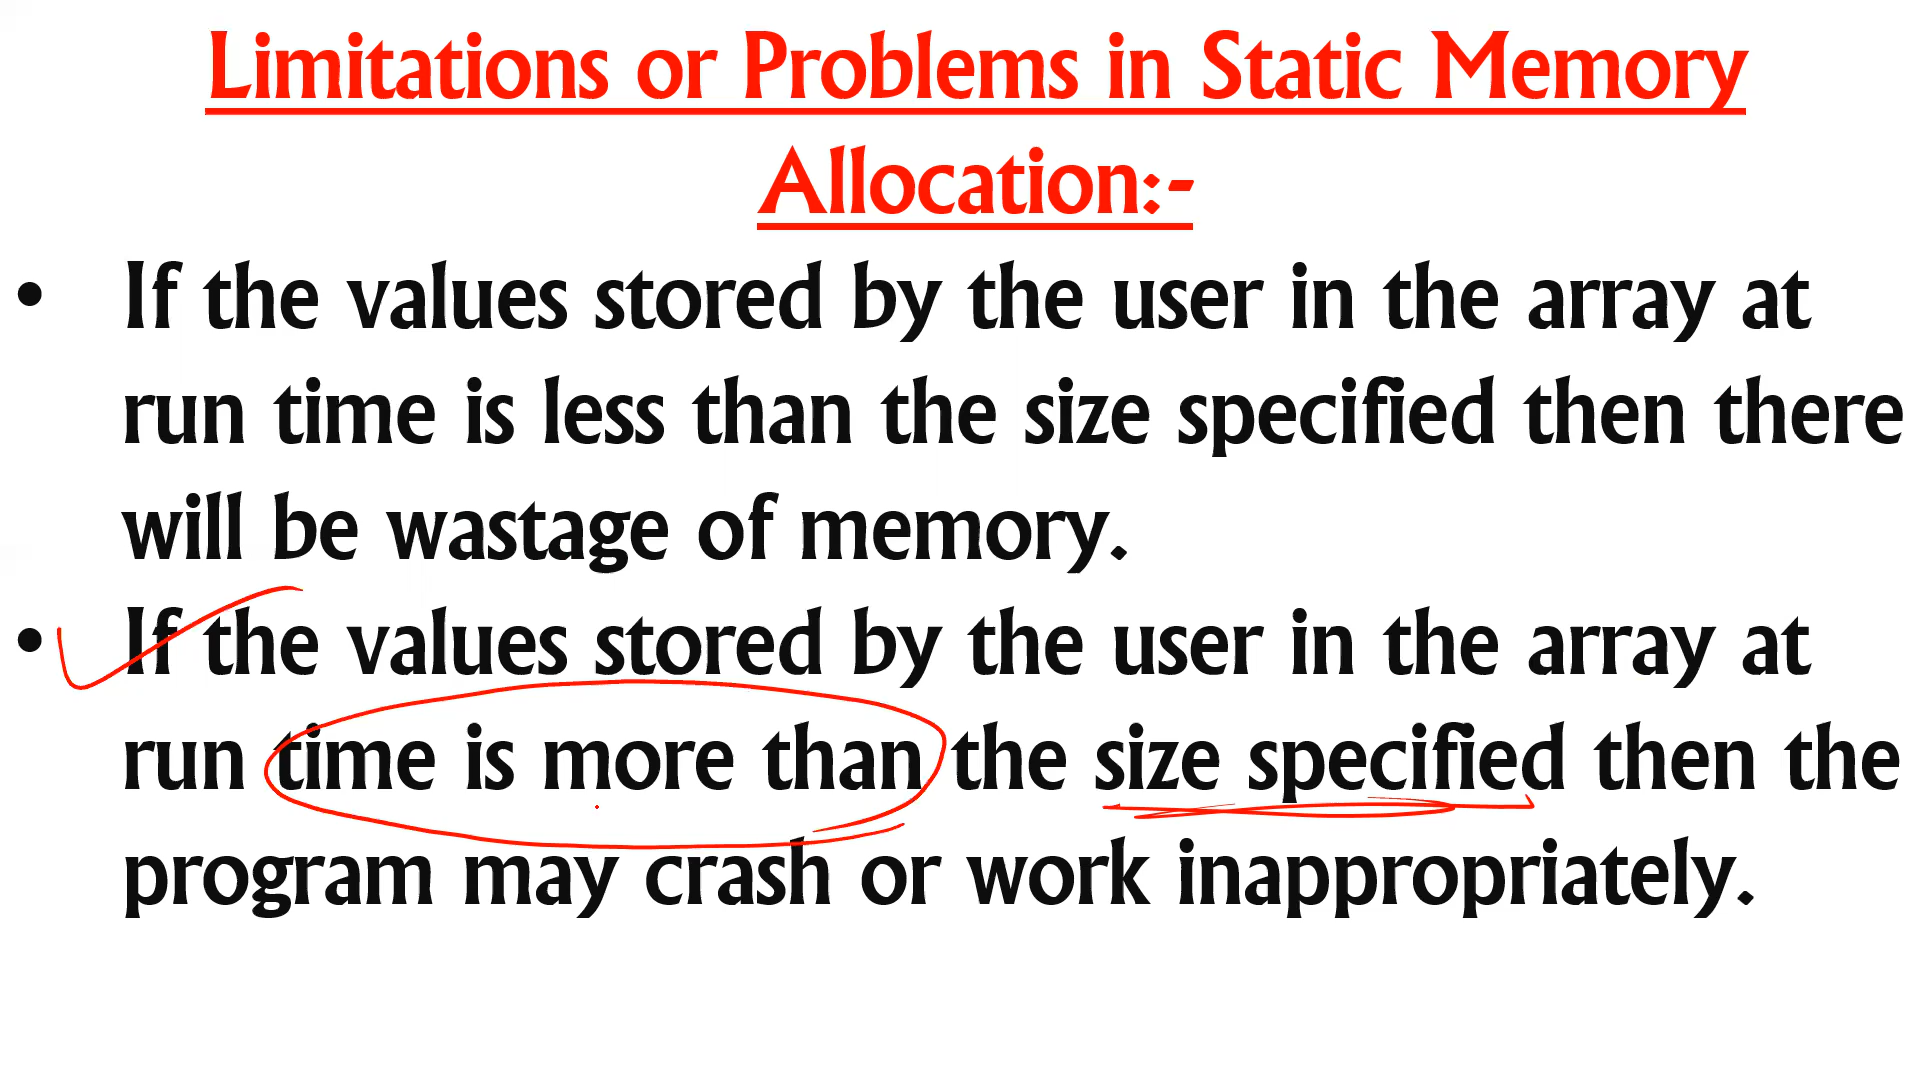 Limitations or Problems in Static Memory
Allocation:-
• If the values stored by the user in the array at
run time is less than the size specified then there
will be wastage of memory.
• If the values stored by the user in the array at
run time is more than the size specified then the
program may crash or work inappropriately.